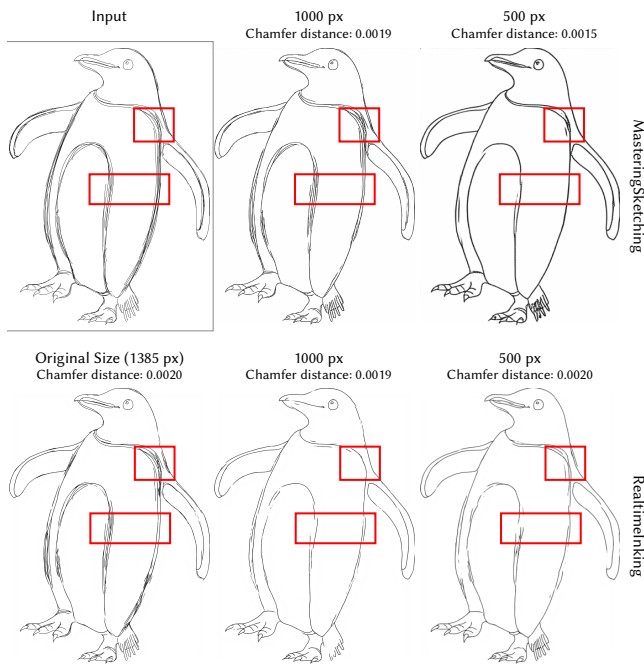 Input
1000 px
Chamfer distance: 0.0019
500 px
Chamfer distance: 0.0015
MasteringSketching
Original Size (1385 px)
Chamfer distance: 0.0020
1000 px
Chamfer distance: 0.0019
500 px
Chamfer distance: 0.0020
RealtimeInking